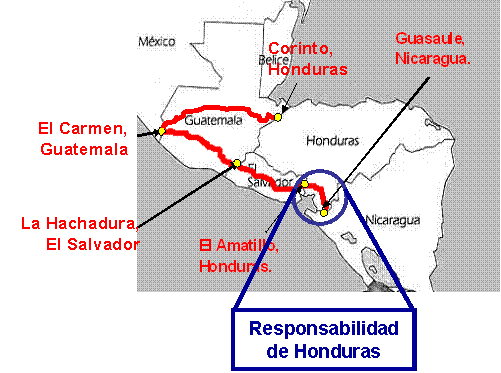 México
Belice
Corinto,
Honduras
Guasaule,
Nicaragua.
Guatemala
El Carmen,
Guatemala
Honduras
El
Salvador
La Hachadura,
El Salvador
Nicaragua
El Amatillo,
Honduras.
Responsabilidad
de Honduras